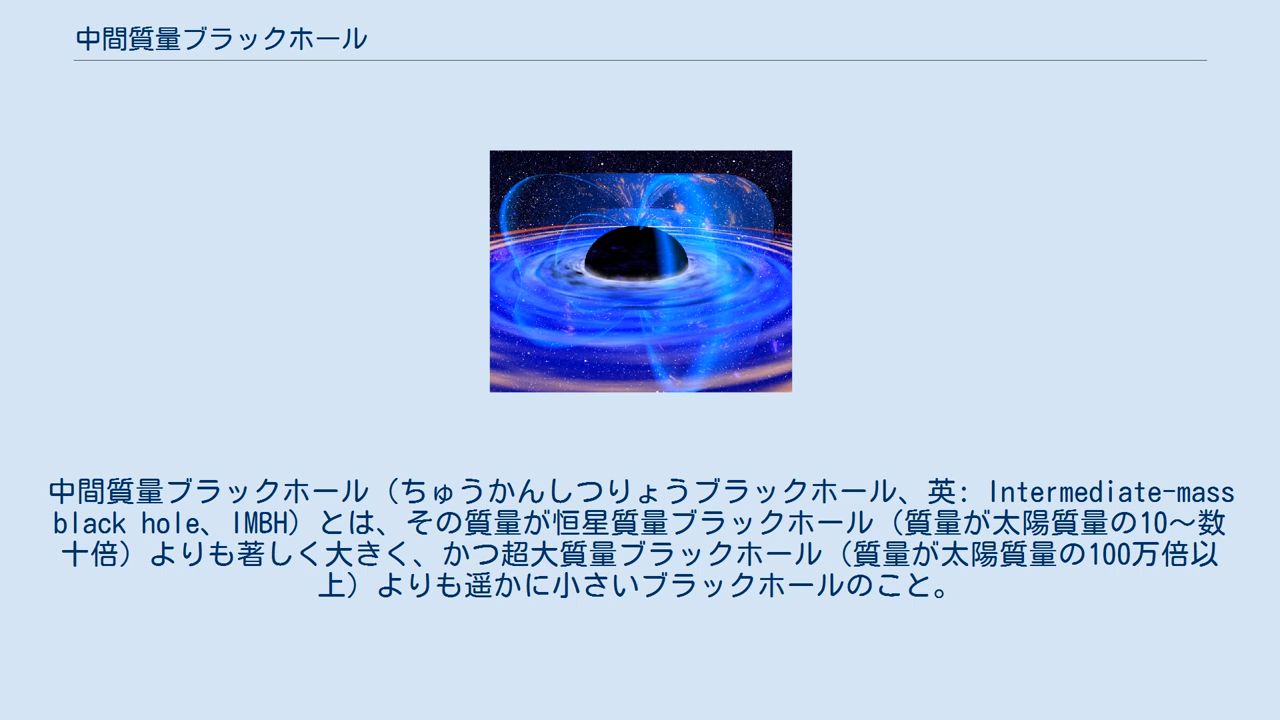 中間質量ブラックホール
中間質量ブラックホール（ちゅうかんしつりょうブラックホール、英: Intermediate-mass
black hole、IMBH）とは、その質量が恒星質量ブラックホール（質量が太陽質量の10～数
十倍）よりも著しく大きく、かつ超大質量ブラックホール（質量が太陽質量の100万倍以
上）よりも遥かに小さいブラックホールのこと。